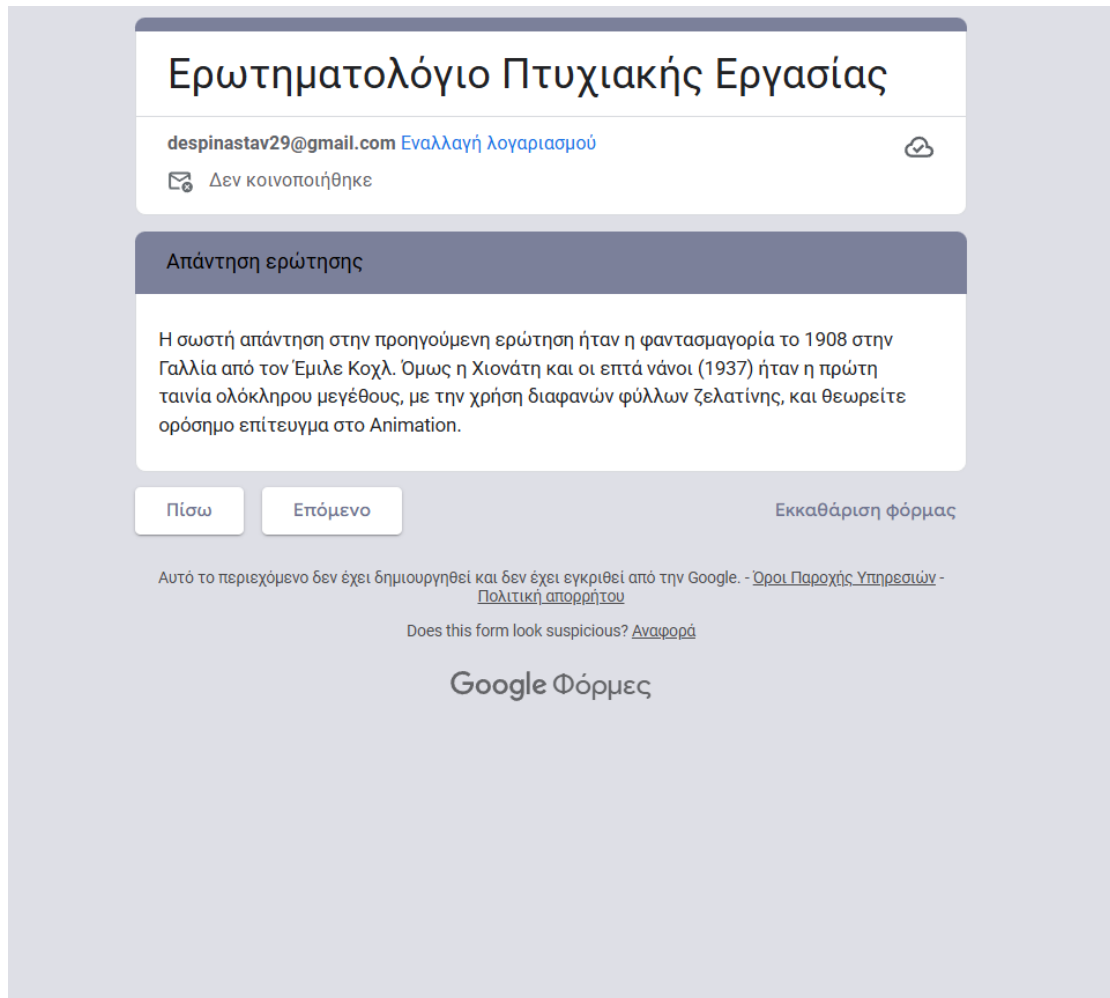 Ερωτηματολόγιο Πτυχιακής Εργασίας
despinastav29@gmail.com Εναλλαγή λογαριασμού
Δεν κοινοποιήθηκε
Απάντηση ερώτησης
Η σωστή απάντηση στην προηγούμενη ερώτηση ήταν η φαντασμαγορία το 1908 στην
Γαλλία από τον Έμιλε Κοχλ. Όμως η Χιονάτη και οι επτά νάνοι (1937) ήταν η πρώτη
ταινία ολόκληρου μεγέθους, με την χρήση διαφανών φύλλων ζελατίνης, και θεωρείτε
ορόσημο επίτευγμα στο Animation.
Πίσω Επόμενο Εκκαθάριση φόρμας
Αυτό το περιεχόμενο δεν έχει δημιουργηθεί και δεν έχει εγκριθεί από την Google. - Όροι Παροχής Υπηρεσιών -
Πολιτική απορρήτου
Does this form look suspicious? Αναφορά
Google Φόρμες